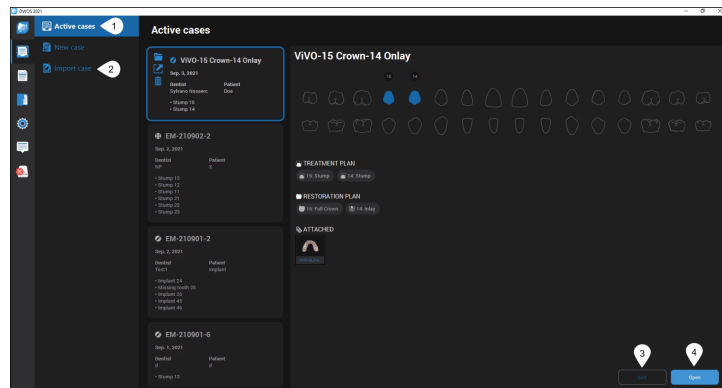 DWOS 2021
Active cases
1
New case
Import case
2
Active cases
ViVO-15 Crown-14 Onlay
Sep. 3, 2021
Dentist Patient
Doe
• Stump 15
• Stump 14
EM-210902-2
Sep. 2, 2021
Dentist Patient
NP X
• Stump 13
• Stump 12
• Stump 11
• Stump 21
• Stump 22
• Stump 23
EM-210901-2
Sep. 2, 2021
Dentist Patient
Test1 Implant
• Implant 24
• Missing tooth 25
• Implant 26
• Implant 45
• Implant 46
EM-210901-6
Sep. 1, 2021
Dentist Patient
d d
• Stump 13
ViVO-15 Crown-14 Onlay
15 14
TREATMENT PLAN
15 Stump 14 Stump
RESTORATION PLAN
15 Full Crown 14 Inlay
ATTACHED
3
4
Edit
Open